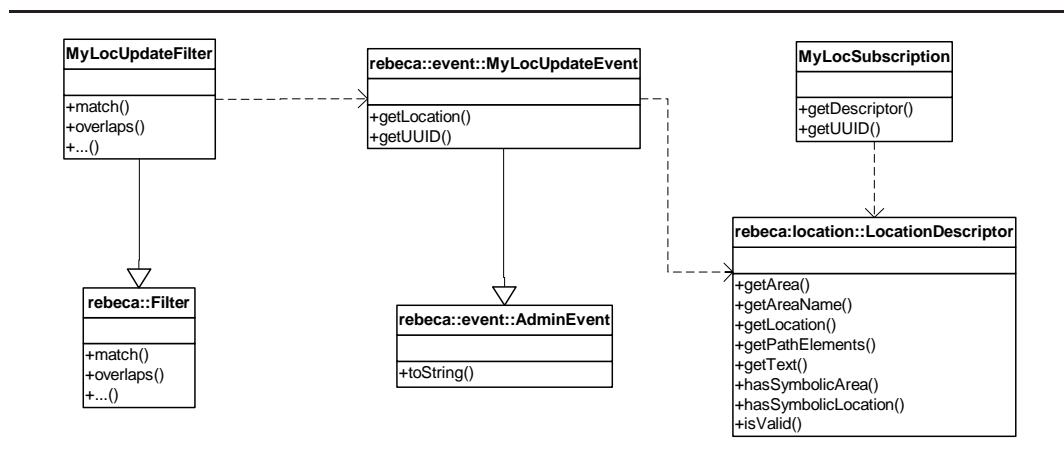 MyLocUpdateFilter
+match()
+overlaps()
+...()
rebeca::event::MyLocUpdateEvent
+getLocation()
+getUUID()
MyLocSubscription
+getDescriptor()
+getUUID()
rebeca::Filter
+match()
+overlaps()
+...()
rebeca::event::AdminEvent
+toString()
rebeca:location::LocationDescriptor
+getArea()
+getAreaName()
+getLocation()
+getPathElements()
+getText()
+hasSymbolicArea()
+hasSymbolicLocation()
+isValid()